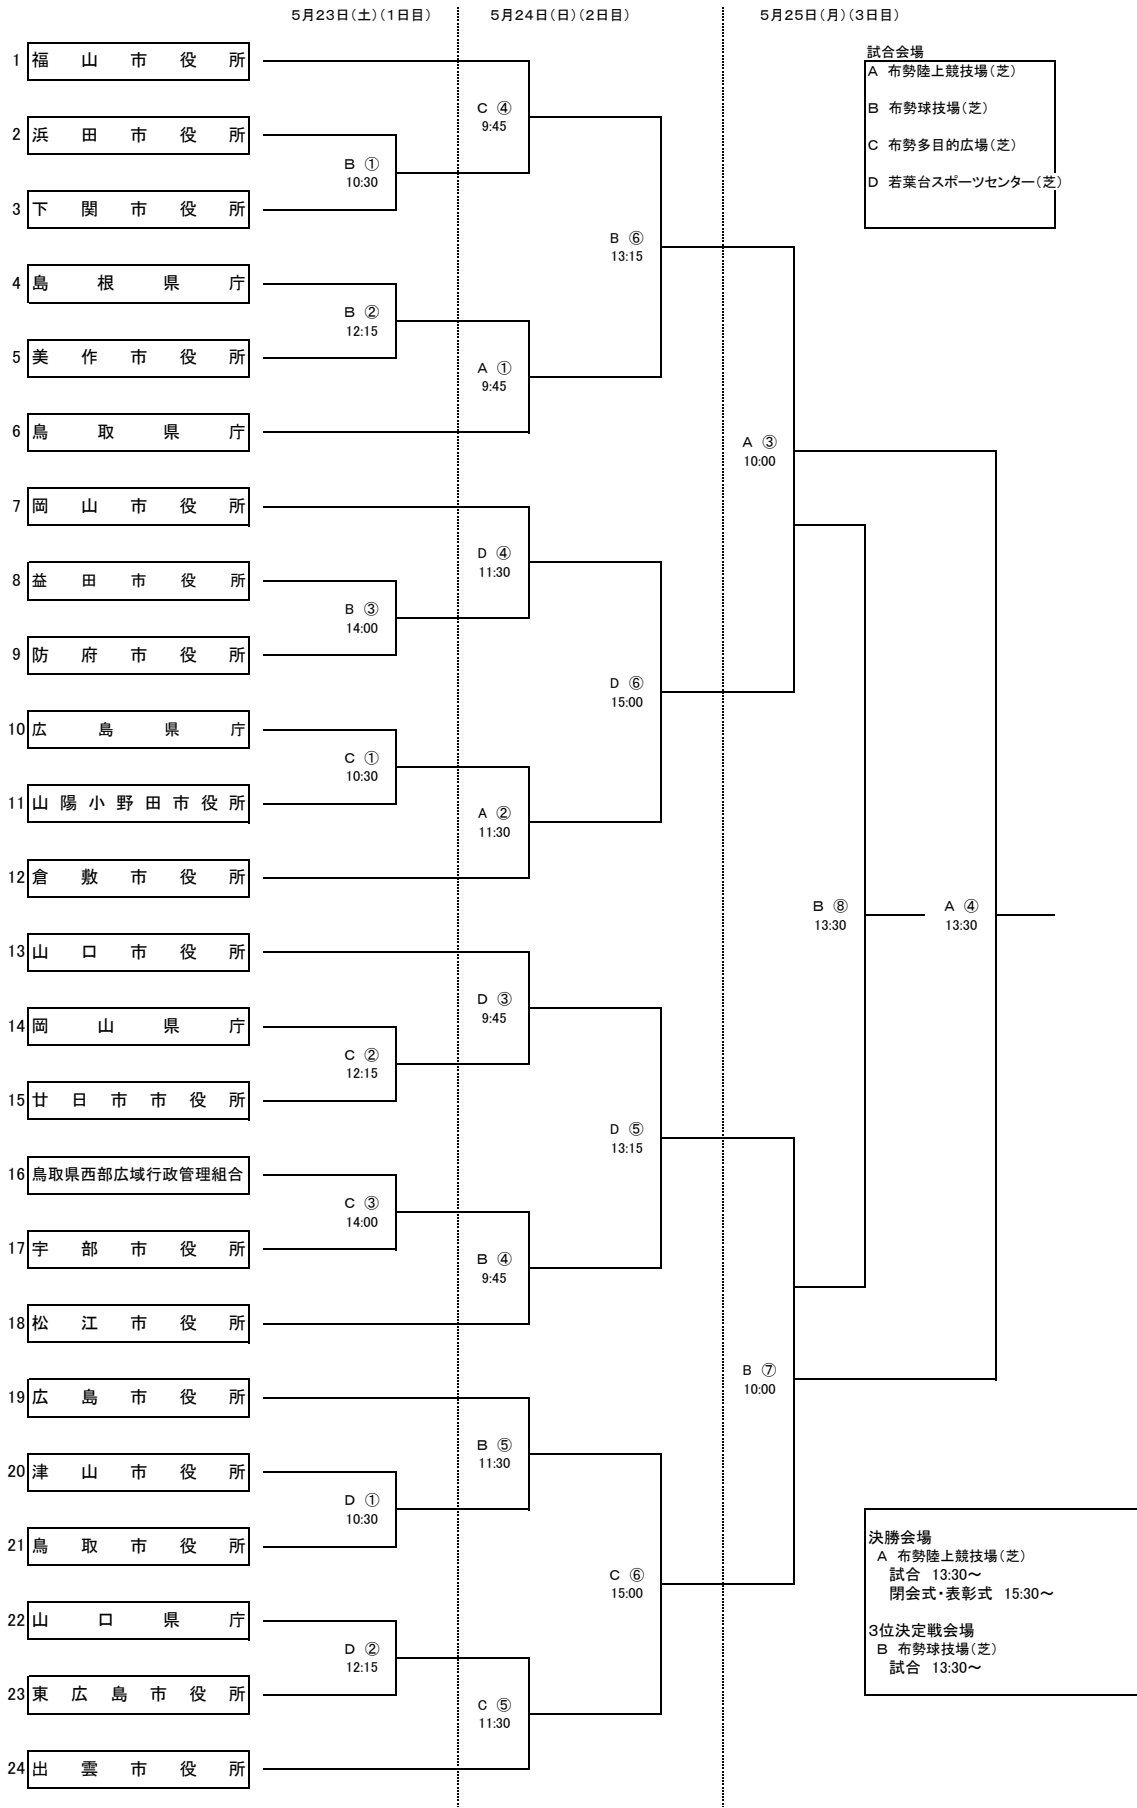 5月23日(土)(1日目)
5月24日(日)(2日目)
5月25日(月)(3日目)
試合会場
A 布勢陸上競技場(芝)
B 布勢球技場(芝)
C 布勢多目的広場(芝)
D 若葉台スポーツセンター(芝)
1 福山市役所
C ④
9:45
2 浜田市役所
B ①
10:30
3 下関市役所
B ⑥
13:15
4 島根県庁
B ②
12:15
5 美作市役所
A ①
9:45
6 鳥取県庁
A ③
10:00
7 岡山市役所
D ④
11:30
8 益田市役所
B ③
14:00
9 防府市役所
D ⑥
15:00
10 広島県庁
C ①
10:30
11 山陽小野田市役所
A ②
11:30
12 倉敷市役所
B ⑧
13:30
A ④
13:30
13 山口市役所
D ③
9:45
14 岡山県庁
C ②
12:15
15 廿日市市役所
D ⑤
13:15
16 鳥取県西部広域行政管理組合
C ③
14:00
17 宇部市役所
B ④
9:45
18 松江市役所
B ⑦
10:00
19 広島市役所
B ⑤
11:30
20 津山市役所
D ①
10:30
21 鳥取市役所
C ⑥
15:00
22 山口県庁
D ②
12:15
23 東広島市役所
C ⑤
11:30
24 出雲市役所
決勝会場
A 布勢陸上競技場(芝)
試合 13:30～
閉会式・表彰式 15:30～
3位決定戦会場
B 布勢球技場(芝)
試合 13:30～